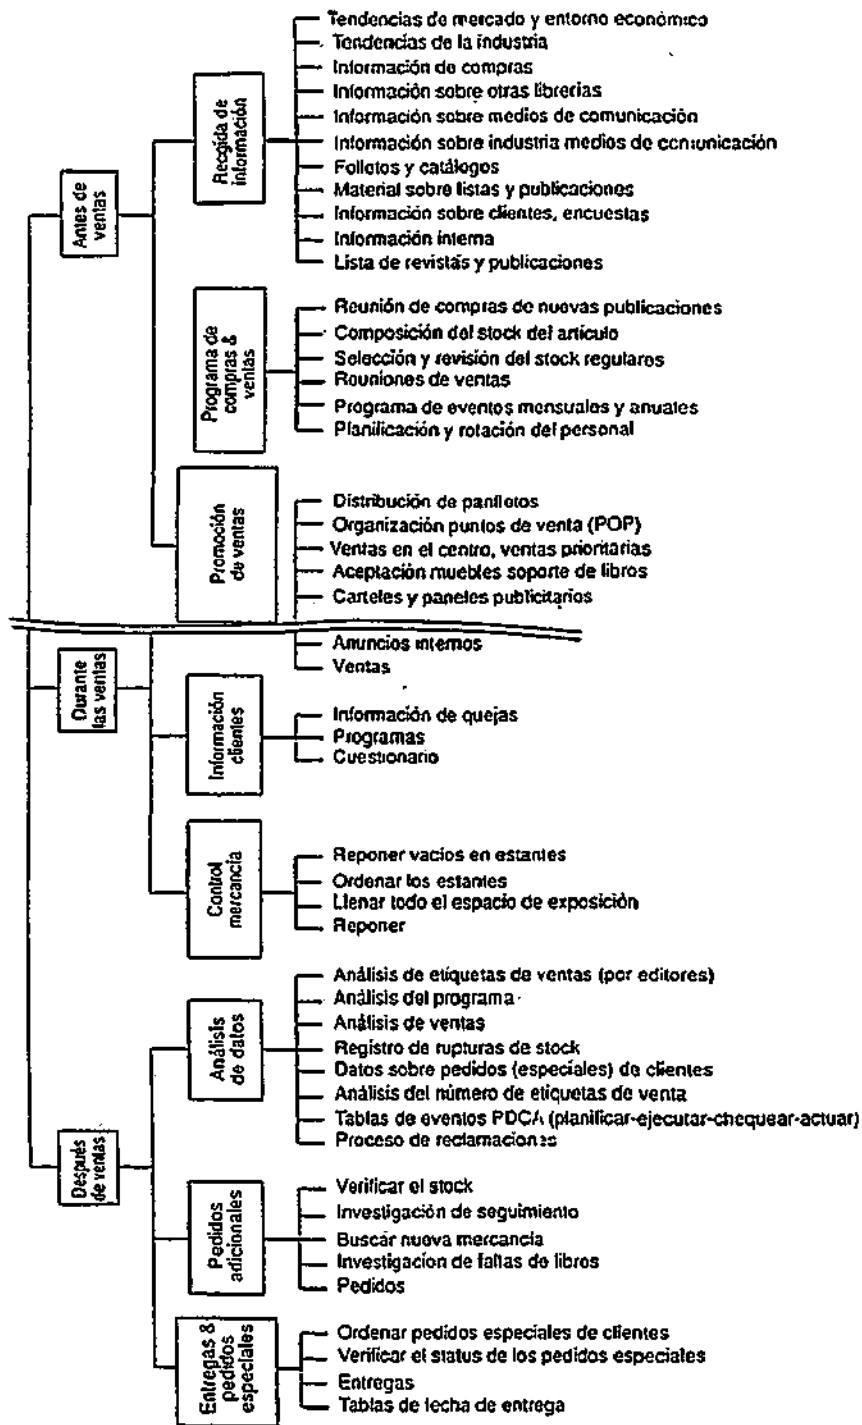 Antes de
ventas
Recogida de
información
Tendencias de mercado y entorno económico
Tendencias de la industria
Información de compras
Información sobre otras librerias
Información sobre medios de comunicación
Información sobre industria medios de comunicación
Folletos y catálogos
Material sobre listas y publicaciones
Información sobre clientes, encuestas
Información interna
Lista de revistas y publicaciones
Programa de
compras &
ventas
Reunión de compras de nuevas publicaciones
Composición del stock del artículo
Selección y revisión del stock regulares
Reuniones de ventas
Programa de eventos mensuales y anuales
Planificación y rotación del personal
Promoción
de ventas
Distribución de panfletos
Organización puntos de venta (POP)
Ventas en el centro, ventas prioritarias
Aceptación muebles soporte de libros
Carteles y paneles publicitarios
Durante
las ventas
Anuncios internos
Ventas
Información
clientes
Información de quejas
Programas
Cuestionario
Control
mercancía
Reponer vacíos en estantes
Ordenar los estantes
Llenar todo el espacio de exposición
Reponer
Después
de ventas
Análisis
de datos
Análisis de etiquetas de ventas (por editores)
Análisis del programa
Análisis de ventas
Registro de rupturas de stock
Datos sobre pedidos (especiales) de clientes
Análisis del número de etiquetas de venta
Tablas de eventos PDCA (planificar-ejecutar-chequear-actuar)
Proceso de reclamaciones
Pedidos
adicionales
Verificar el stock
Investigación de seguimiento
Buscar nueva mercancía
Investigación de faltas de libros
Pedidos
Entregas &
pedidos
especiales
Ordenar pedidos especiales de clientes
Verificar el status de los pedidos especiales
Entregas
Tablas de fecha de entrega